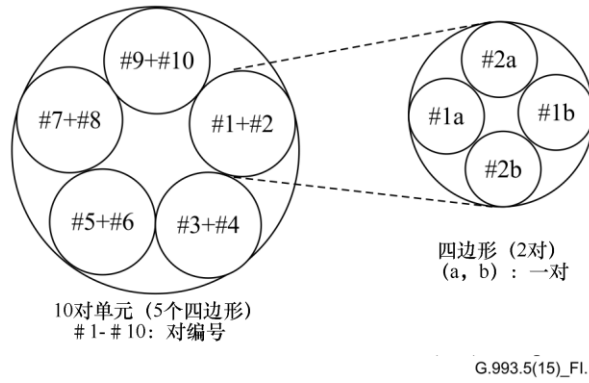 #9+#10
#7+#8
#1+#2
#5+#6
#3+#4
#2a
#1a
#1b
#2b
10对单元（5个四边形）
#1-#10：对编号
四边形（2对）
（a，b）：一对
G.993.5(15)_FI.